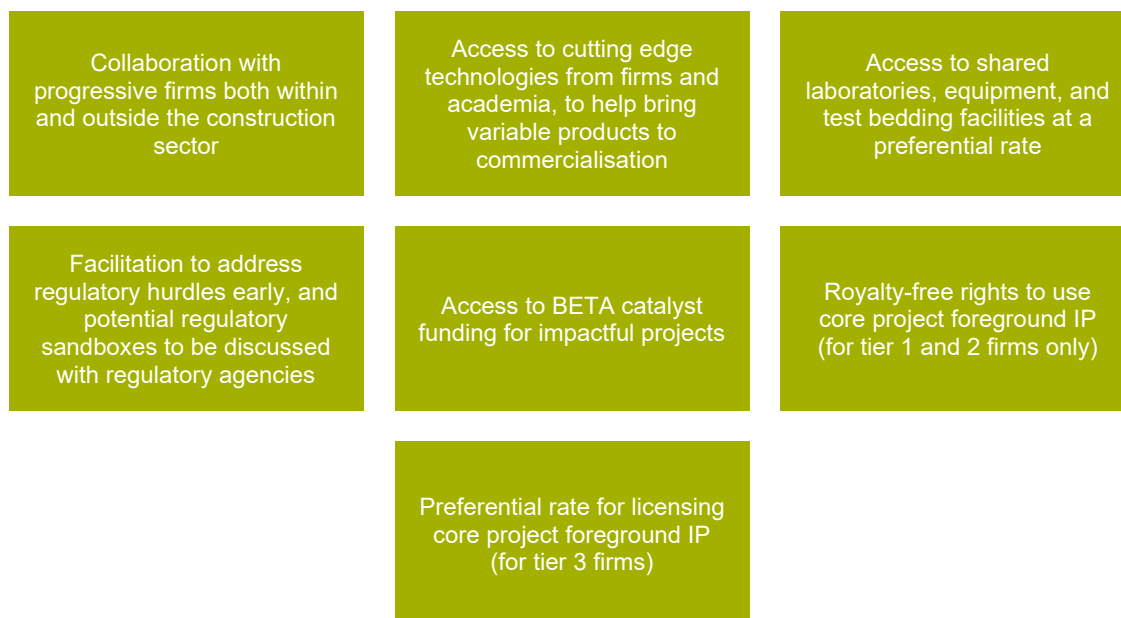 Collaboration with
progressive firms both within
and outside the construction
sector
Access to cutting edge
technologies from firms and
academia, to help bring
variable products to
commercialisation
Access to shared
laboratories, equipment, and
test bedding facilities at a
preferential rate
Facilitation to address
regulatory hurdles early, and
potential regulatory
sandboxes to be discussed
with regulatory agencies
Access to BETA catalyst
funding for impactful projects
Royalty-free rights to use
core project foreground IP
(for tier 1 and 2 firms only)
Preferential rate for licensing
core project foreground IP
(for tier 3 firms)